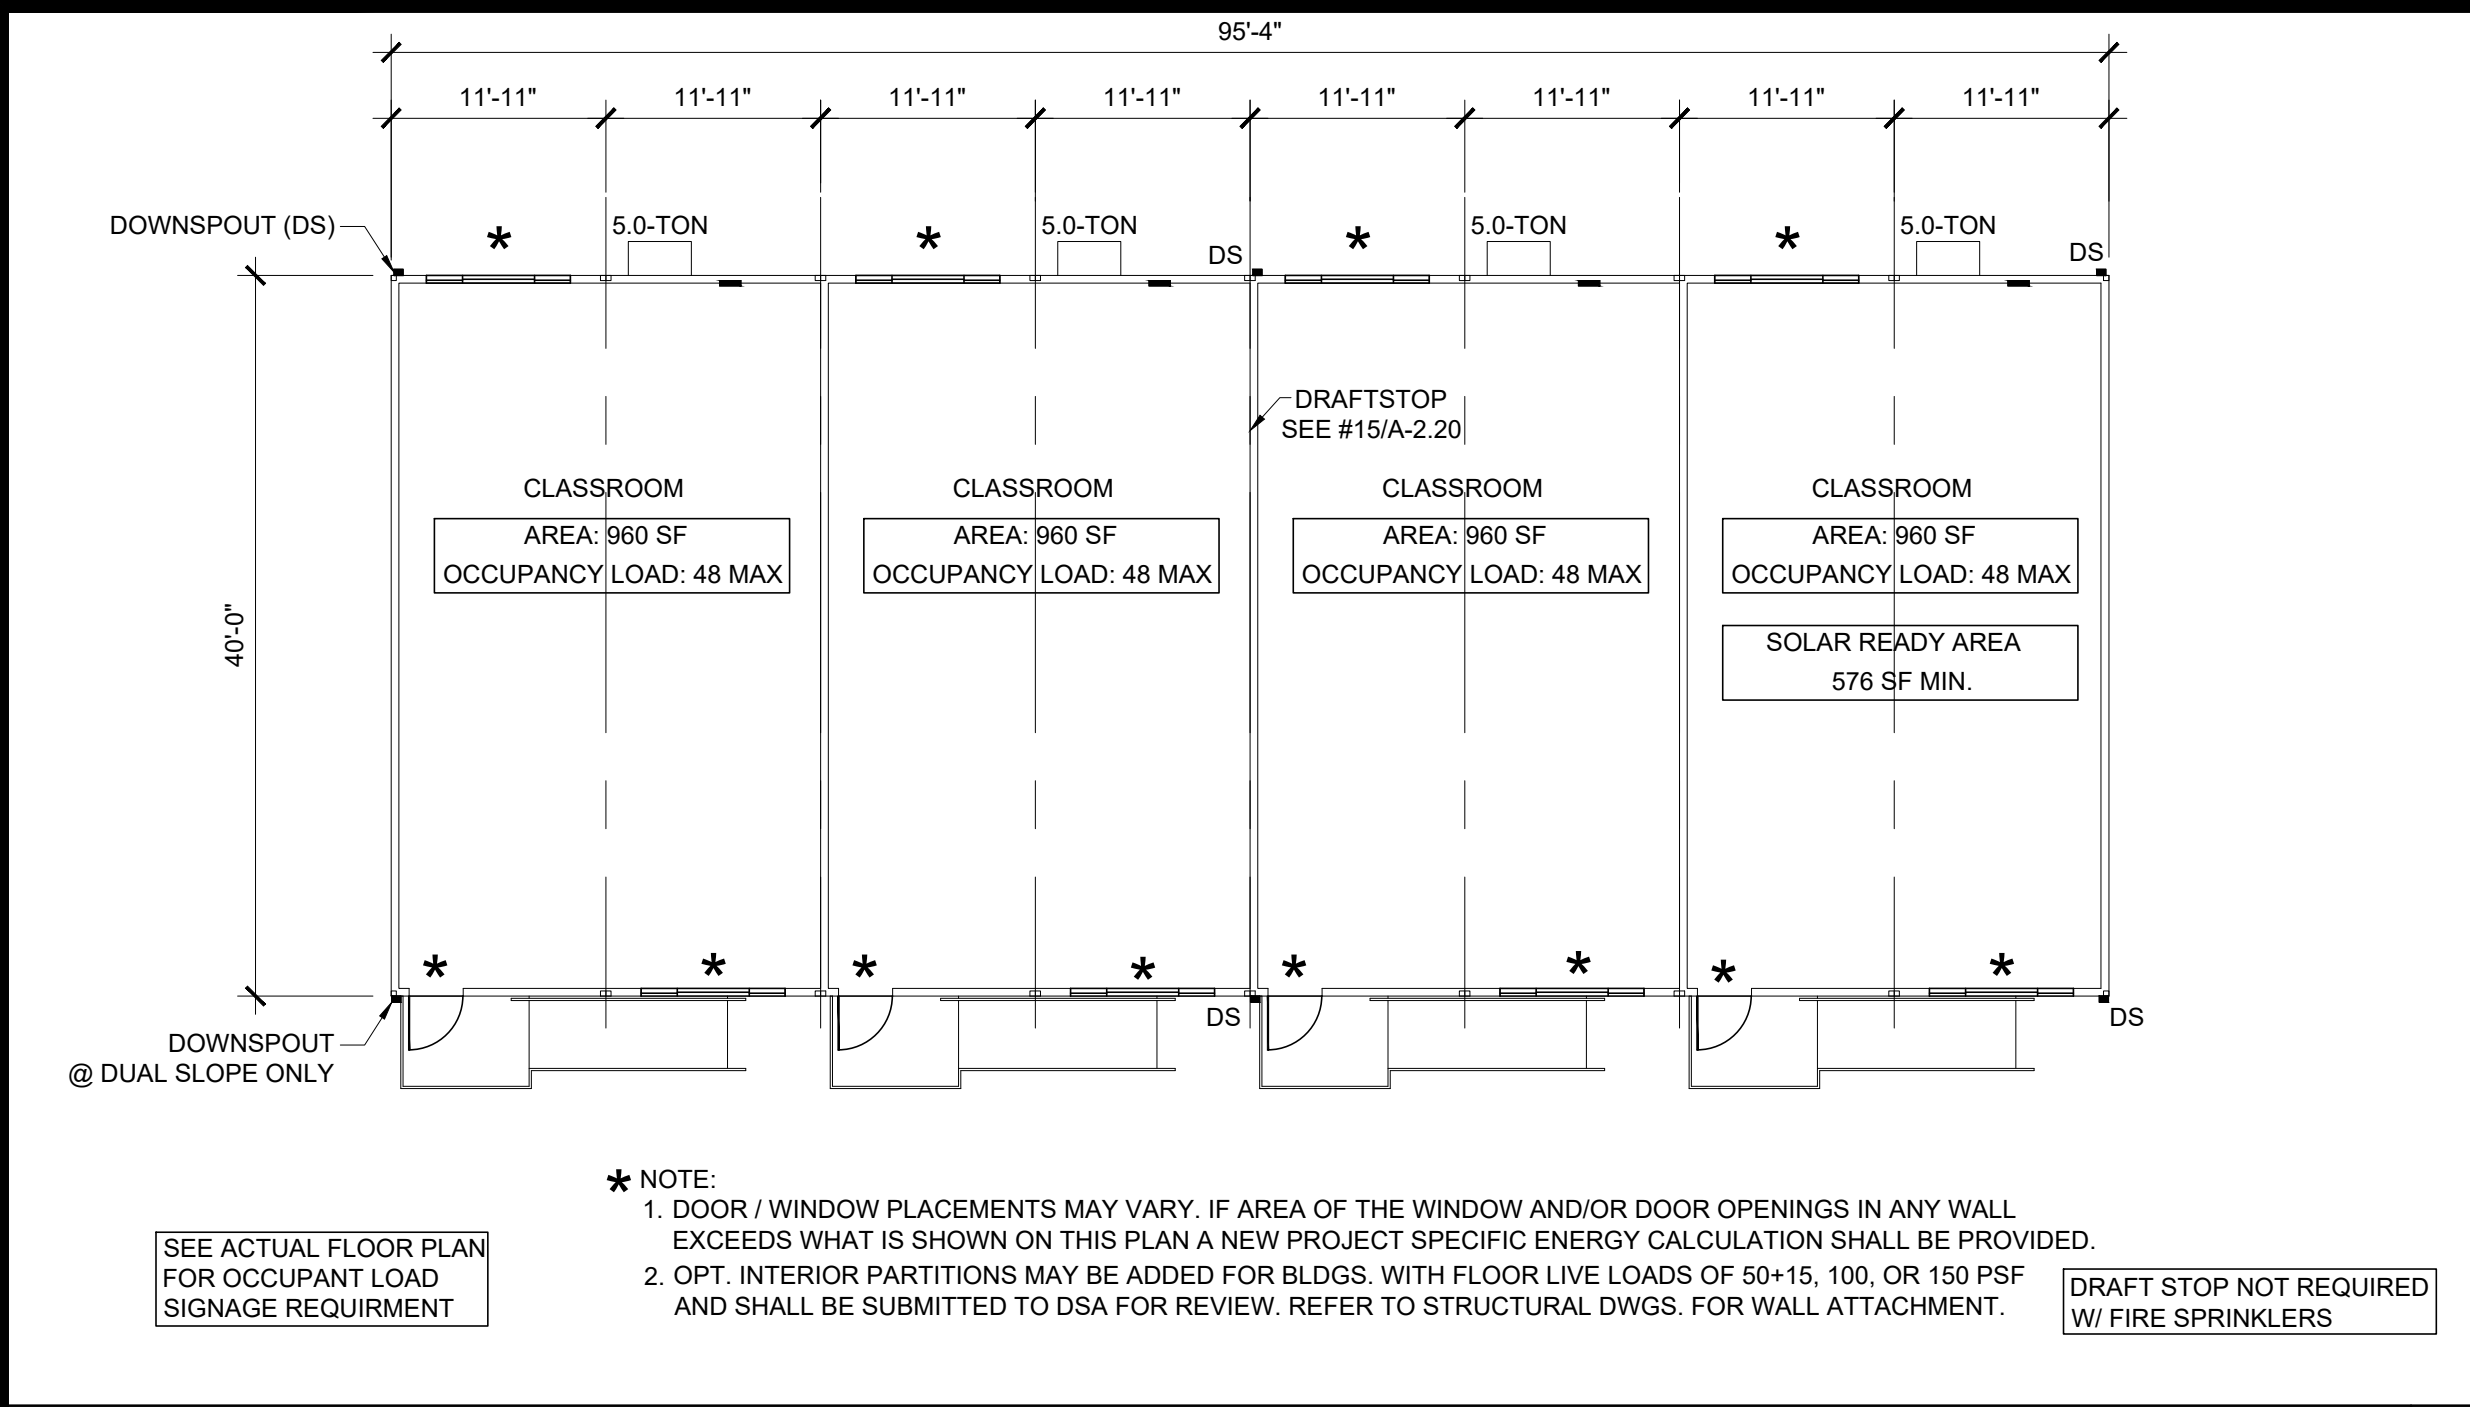 95'-4"
11'-11" 11'-11" 11'-11" 11'-11" 11'-11" 11'-11" 11'-11" 11'-11"
DOWNSPOUT (DS)
* 5.0-TON * 5.0-TON * 5.0-TON * 5.0-TON
DS DS
DRAFTSTOP
SEE #15/A-2.20
CLASSROOM CLASSROOM CLASSROOM CLASSROOM
AREA: 960 SF AREA: 960 SF AREA: 960 SF AREA: 960 SF
OCCUPANCY LOAD: 48 MAX OCCUPANCY LOAD: 48 MAX OCCUPANCY LOAD: 48 MAX OCCUPANCY LOAD: 48 MAX
40'-0"
SOLAR READY AREA
576 SF MIN.
* * * * * * * *
DS DS
DOWNSPOUT
@ DUAL SLOPE ONLY
* NOTE:
1. DOOR / WINDOW PLACEMENTS MAY VARY. IF AREA OF THE WINDOW AND/OR DOOR OPENINGS IN ANY WALL
EXCEEDS WHAT IS SHOWN ON THIS PLAN A NEW PROJECT SPECIFIC ENERGY CALCULATION SHALL BE PROVIDED.
2. OPT. INTERIOR PARTITIONS MAY BE ADDED FOR BLDGS. WITH FLOOR LIVE LOADS OF 50+15, 100, OR 150 PSF
AND SHALL BE SUBMITTED TO DSA FOR REVIEW. REFER TO STRUCTURAL DWGS. FOR WALL ATTACHMENT.
SEE ACTUAL FLOOR PLAN
FOR OCCUPANT LOAD
SIGNAGE REQUIRMENT
DRAFT STOP NOT REQUIRED
W/ FIRE SPRINKLERS